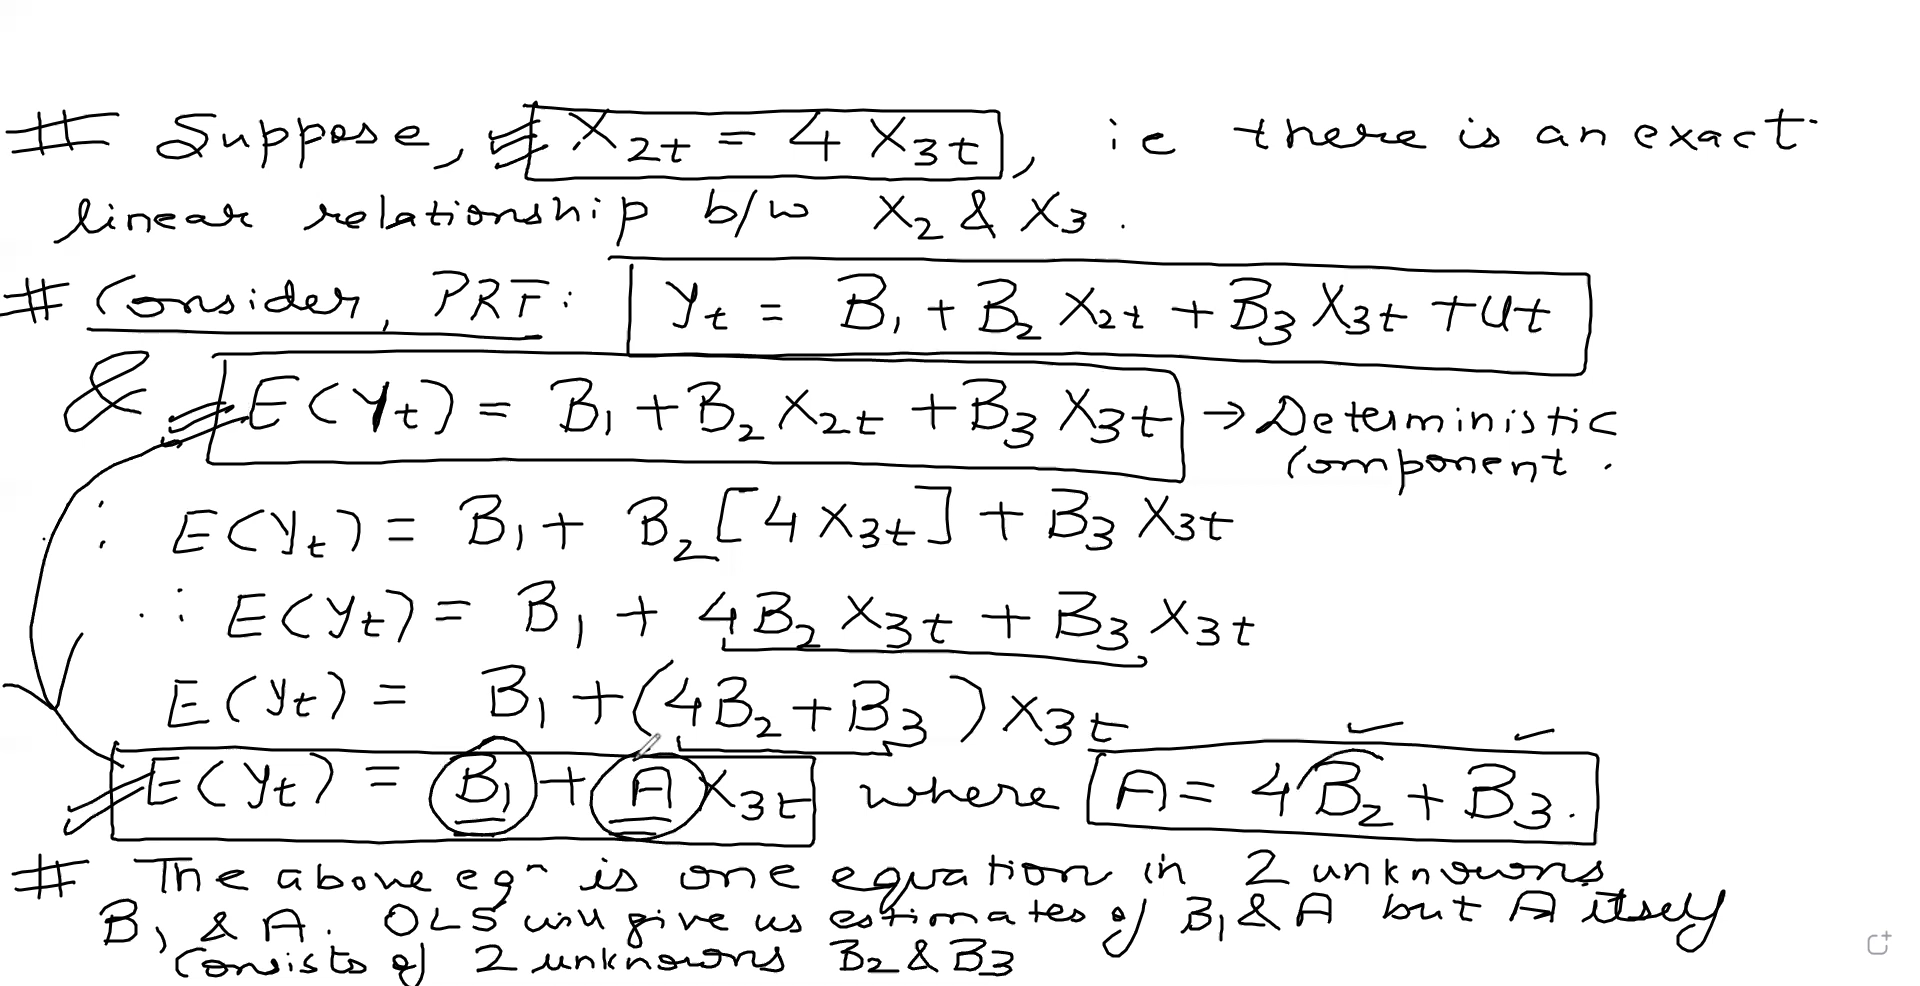 # Suppose, X2t = 4 X3t, ie there is an exact
linear relationship b/w X2 & X3.
# Consider, PRF: Yt = B1 + B2 X2t + B3 X3t + ut
& E(Yt) = B1 + B2 X2t + B3 X3t → Deterministic
Component.
∴ E(Yt) = B1 + B2 [4 X3t] + B3 X3t
∴ E(Yt) = B1 + 4B2 X3t + B3 X3t
E(Yt) = B1 + (4B2 + B3) X3t
E(Yt) = B1 + A X3t where A = 4B2 + B3.
# The above eqn is one equation in 2 unknowns
B1 & A. OLS will give us estimates of B1 & A but A itself
consists of 2 unknowns B2 & B3